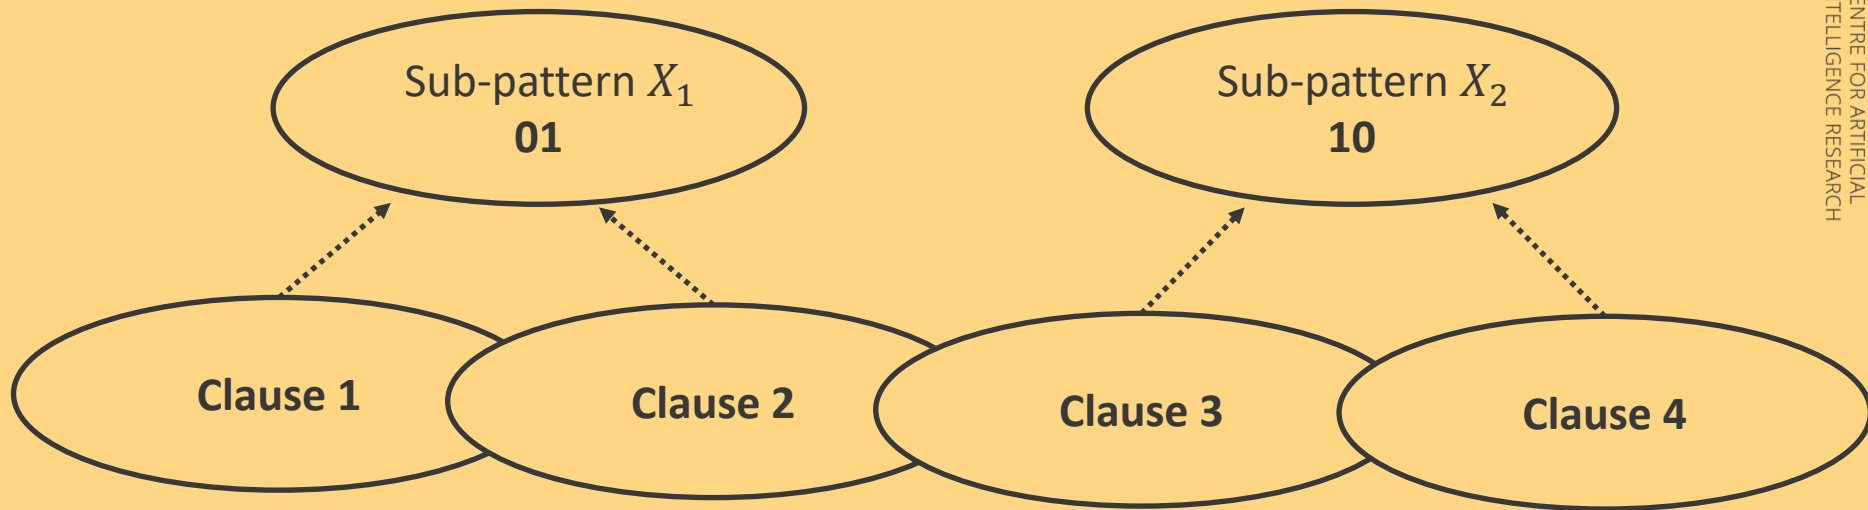 Sub-pattern X₁
01
Sub-pattern X₂
10
Clause 1
Clause 2
Clause 3
Clause 4
ENTRE FOR ARTIFICIAL
TELLIGENCE RESEARCH